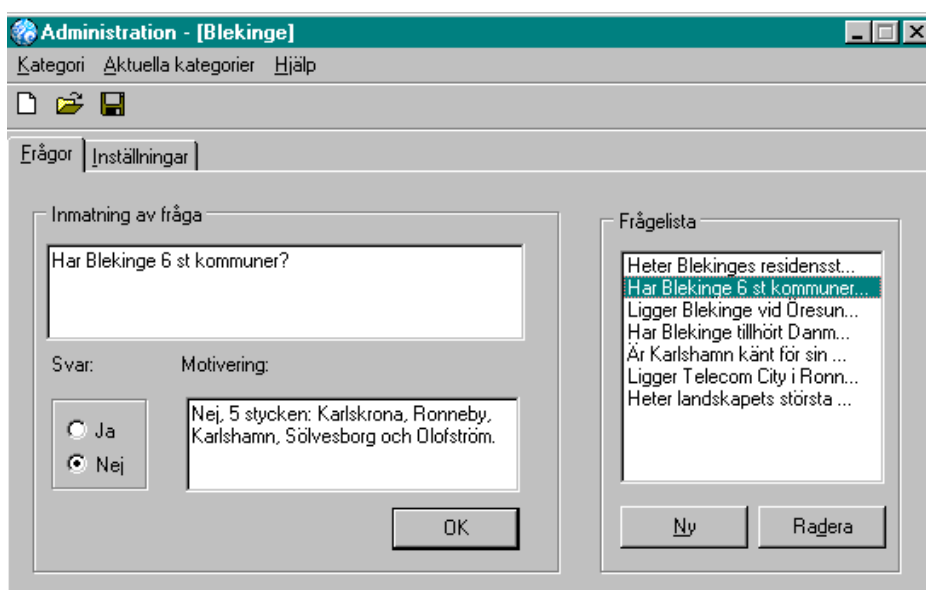 Administration - [Blekinge]
Kategori Aktuella kategorier Hjälp
Frågor Inställningar
Inmatning av fråga
Har Blekinge 6 st kommuner?
Svar: Motivering:
Ja
Nej
Nej, 5 stycken: Karlskrona, Ronneby,
Karlshamn, Sölvesborg och Olofström.
OK
Frågelista
Heter Blekinges residensst...
Har Blekinge 6 st kommuner...
Ligger Blekinge vid Öresun...
Har Blekinge tillhört Danm...
Är Karlshamn känt för sin ...
Ligger Telecom City i Ronn...
Heter landskapets största ...
Ny Radera